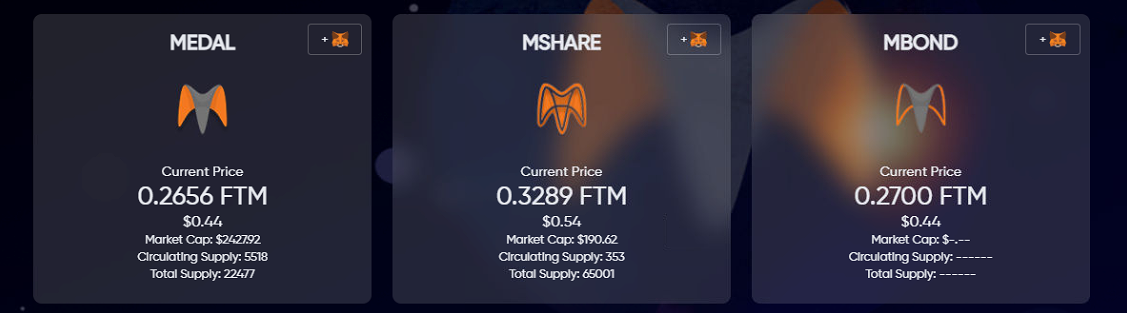 MEDAL
+
Current Price
0.2656 FTM
$0.44
Market Cap: $2427.92
Circulating Supply: 5518
Total Supply: 22477
MSHARE
+
Current Price
0.3289 FTM
$0.54
Market Cap: $190.62
Circulating Supply: 353
Total Supply: 65001
MBOND
+
Current Price
0.2700 FTM
$0.44
Market Cap: $-.--
Circulating Supply: ------
Total Supply: ------